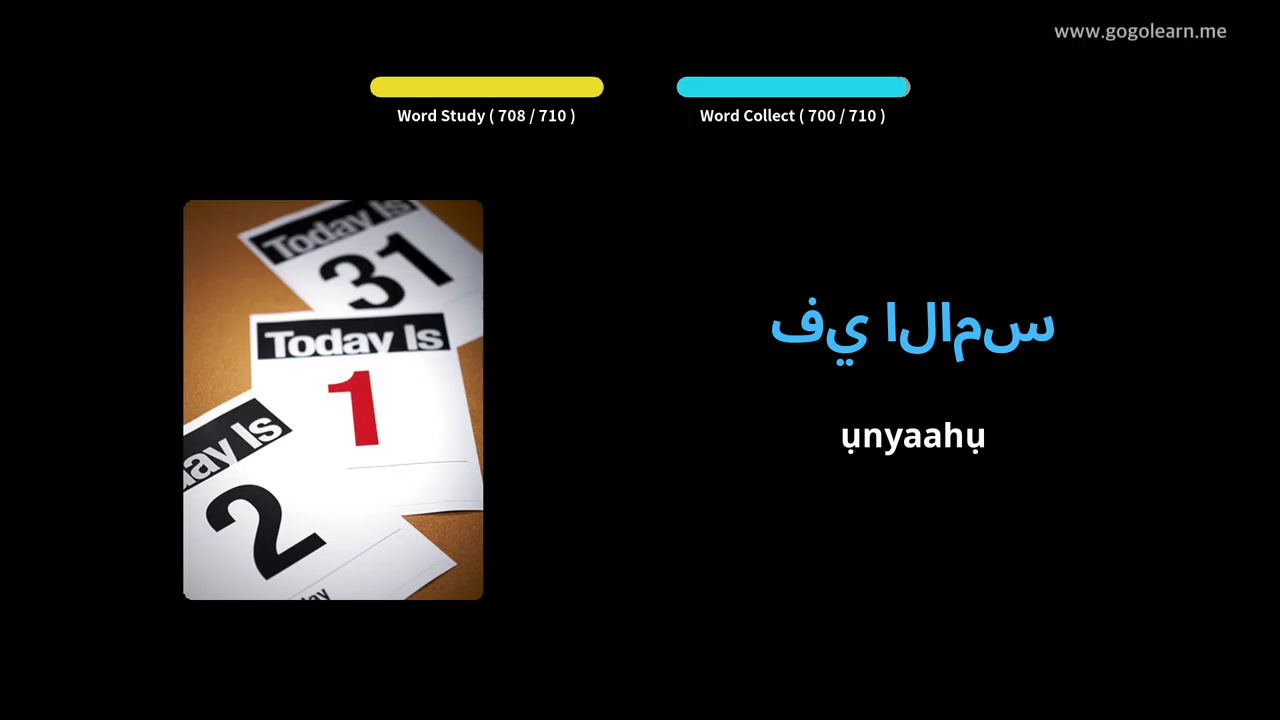 www.gogolearn.me
Word Study ( 708 / 710 )
Word Collect ( 700 / 710 )
Today Is
31
Today Is
1
day Is
2
في الامس
ụnyaahụ